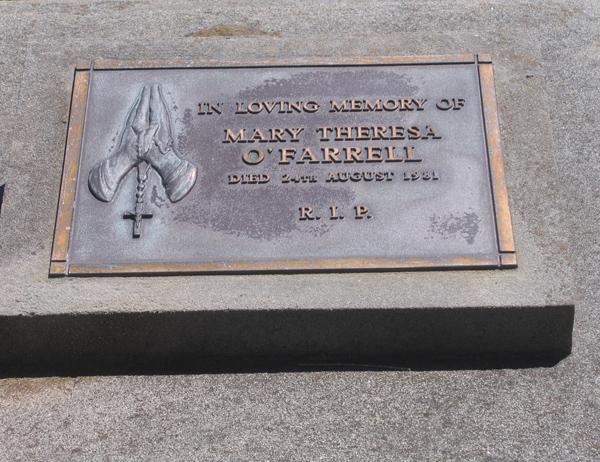 IN LOVING MEMORY OF
MARY THERESA
O'FARRELL
DIED 24TH AUGUST 1981
R. I. P.